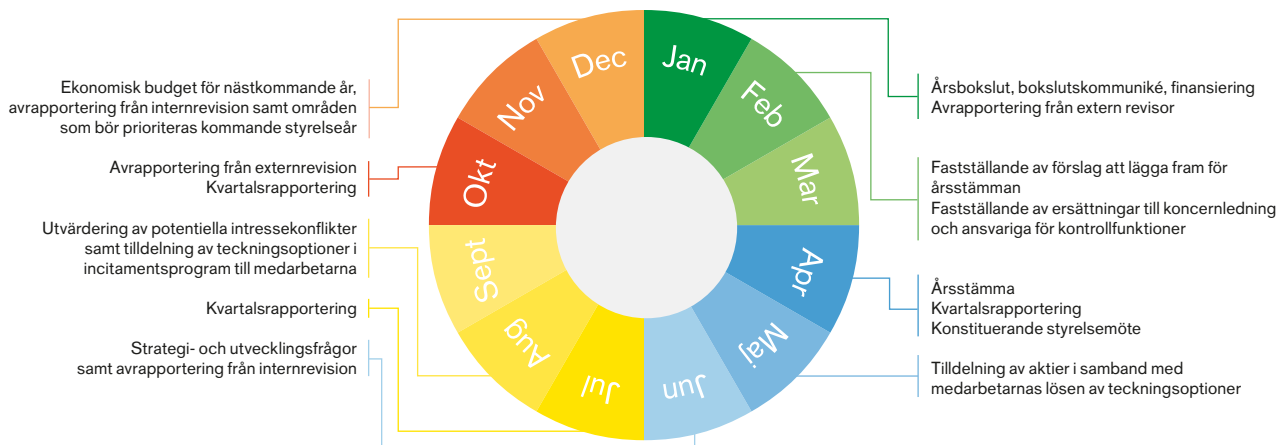 Jan
Feb
Mar
Apr
Maj
Jun
Jul
Aug
Sept
Okt
Nov
Dec
Årsbokslut, bokslutskommuniké, finansiering
Avrapportering från extern revisor
Fastställande av förslag att lägga fram för
årsstämman
Fastställande av ersättningar till koncernledning
och ansvariga för kontrollfunktioner
Årsstämma
Kvartalsrapportering
Konstituerande styrelsemöte
Tilldelning av aktier i samband med
medarbetarnas lösen av teckningsoptioner
Strategi- och utvecklingsfrågor
samt avrapportering från internrevision
Kvartalsrapportering
Utvärdering av potentiella intressekonflikter
samt tilldelning av teckningsoptioner i
incitamentsprogram till medarbetarna
Avrapportering från externrevision
Kvartalsrapportering
Ekonomisk budget för nästkommande år,
avrapportering från internrevision samt områden
som bör prioriteras kommande styrelseår